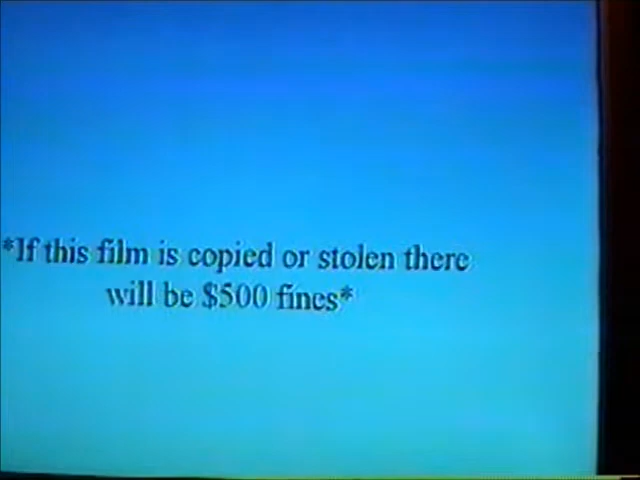 *If this film is copied or stolen there
will be $500 fines*